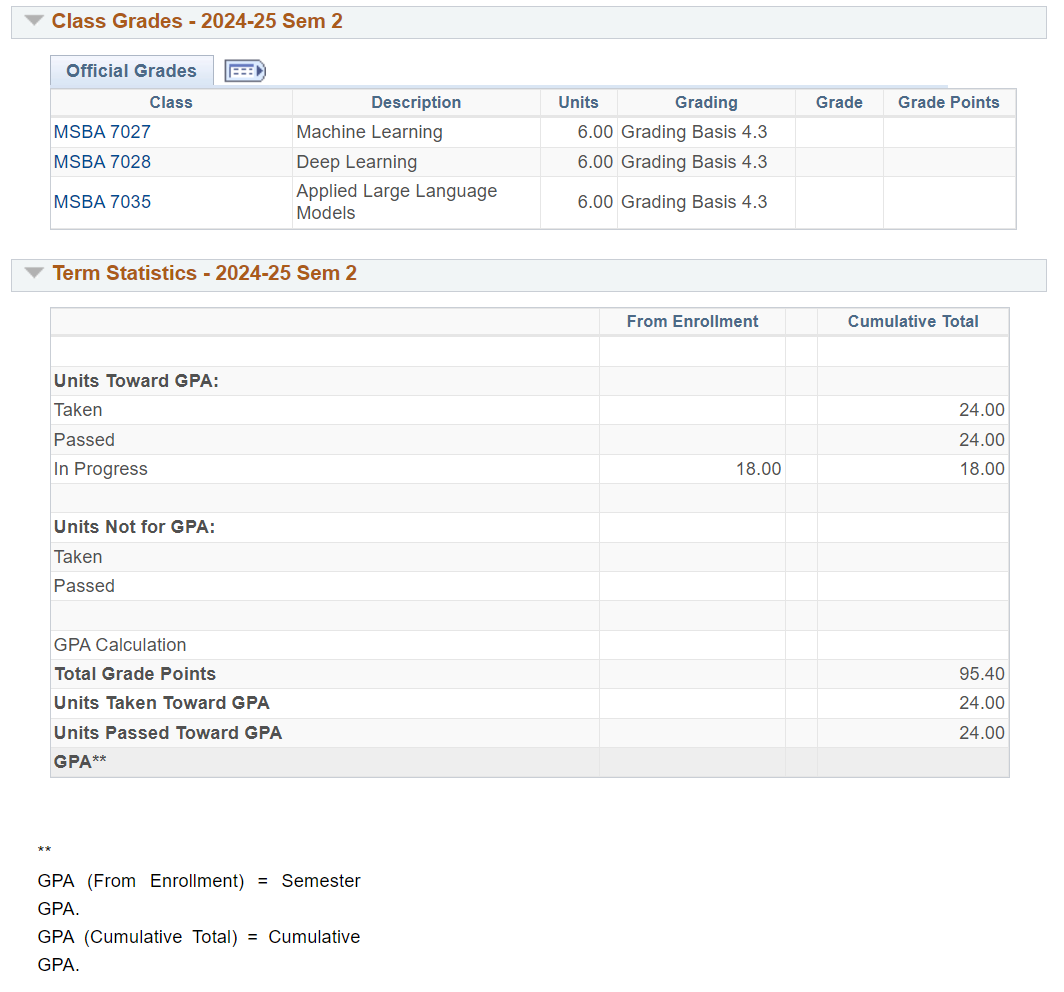 Class Grades - 2024-25 Sem 2
Official Grades
Class Description Units Grading Grade Grade Points
MSBA 7027 Machine Learning 6.00 Grading Basis 4.3
MSBA 7028 Deep Learning 6.00 Grading Basis 4.3
MSBA 7035 Applied Large Language Models 6.00 Grading Basis 4.3
Term Statistics - 2024-25 Sem 2
From Enrollment Cumulative Total
Units Toward GPA:
Taken 24.00
Passed 24.00
In Progress 18.00 18.00
Units Not for GPA:
Taken
Passed
GPA Calculation
Total Grade Points 95.40
Units Taken Toward GPA 24.00
Units Passed Toward GPA 24.00
GPA**
**
GPA (From Enrollment) = Semester
GPA.
GPA (Cumulative Total) = Cumulative
GPA.